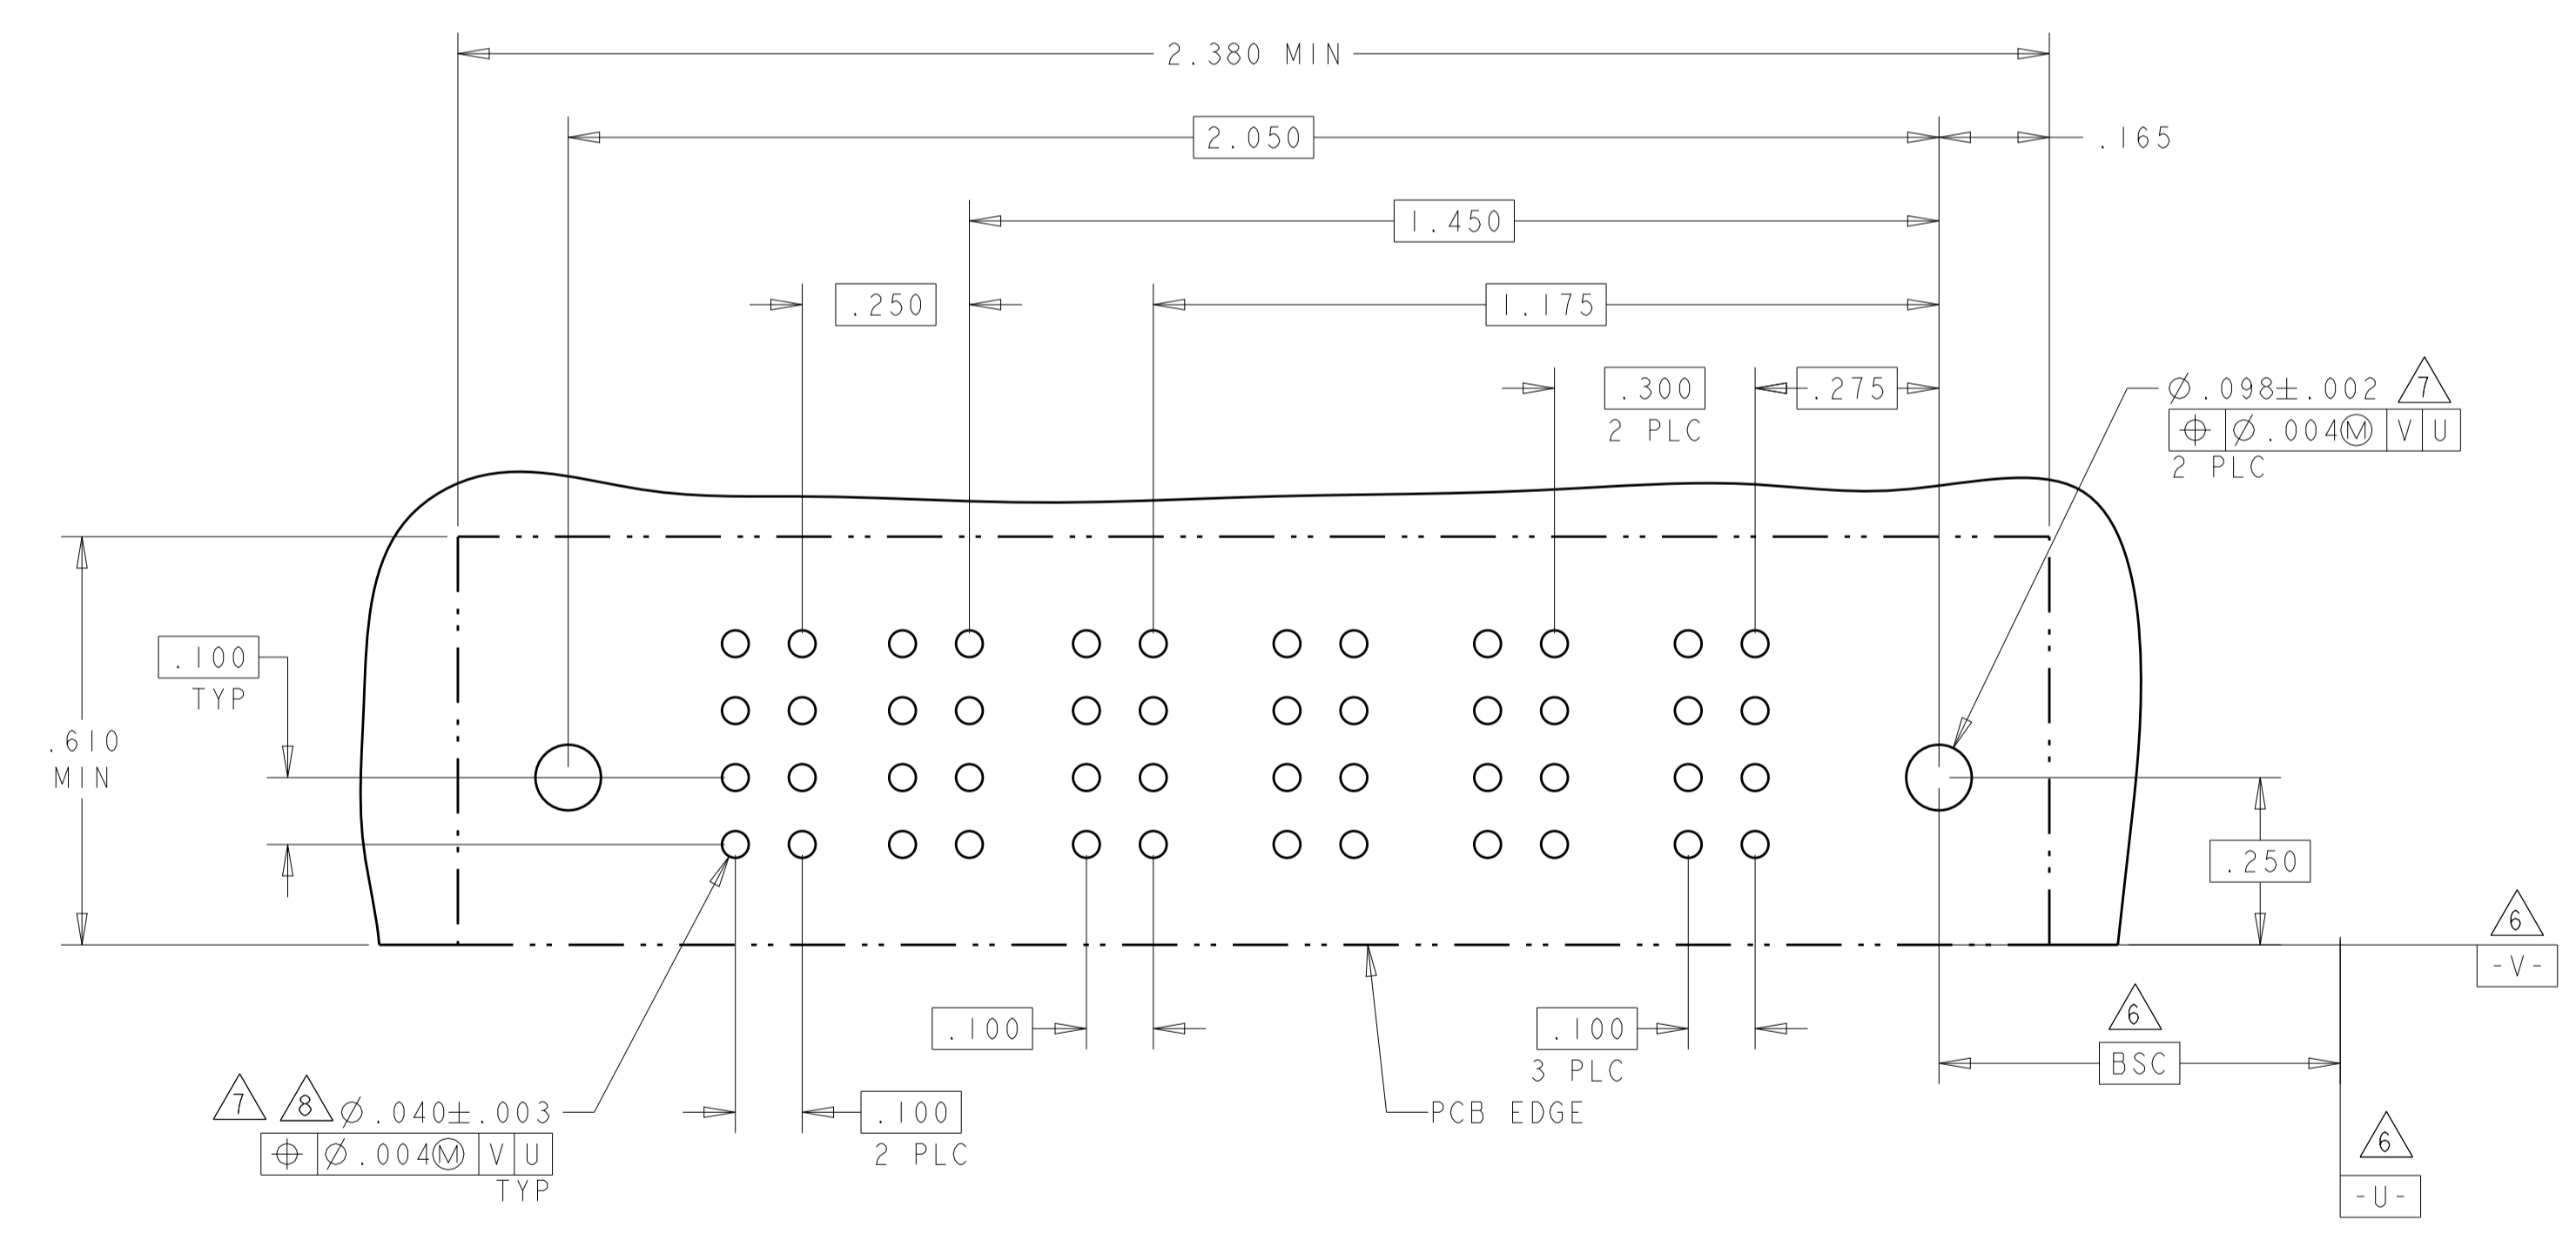 2.380 MIN
2.050
.165
1.450
.250
1.175
.300
2 PLC
.275
⌀.098±.002 7
⌖ ⌀.004Ⓜ V U
2 PLC
.100
TYP
.610
MIN
.250
6
-V-
.100
.100
3 PLC
6
BSC
7 8 ⌀.040±.003
⌖ ⌀.004Ⓜ V U
TYP
.100
2 PLC
PCB EDGE
6
-U-